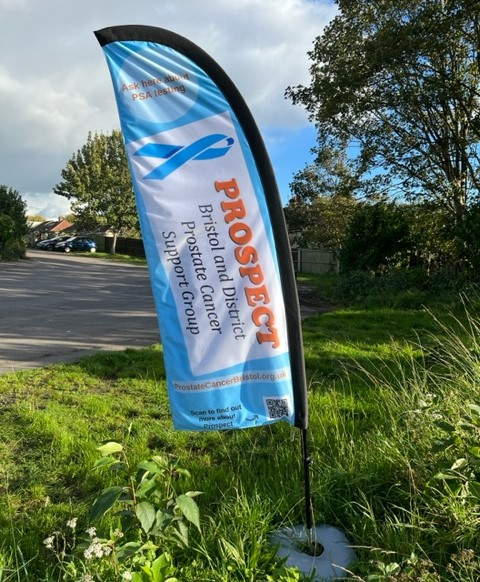 Ask here about
PSA testing
PROSPECT
Bristol and District
Prostate Cancer
Support Group
ProstateCancerBristol.org.uk
Scan to find out
more about
Prospect